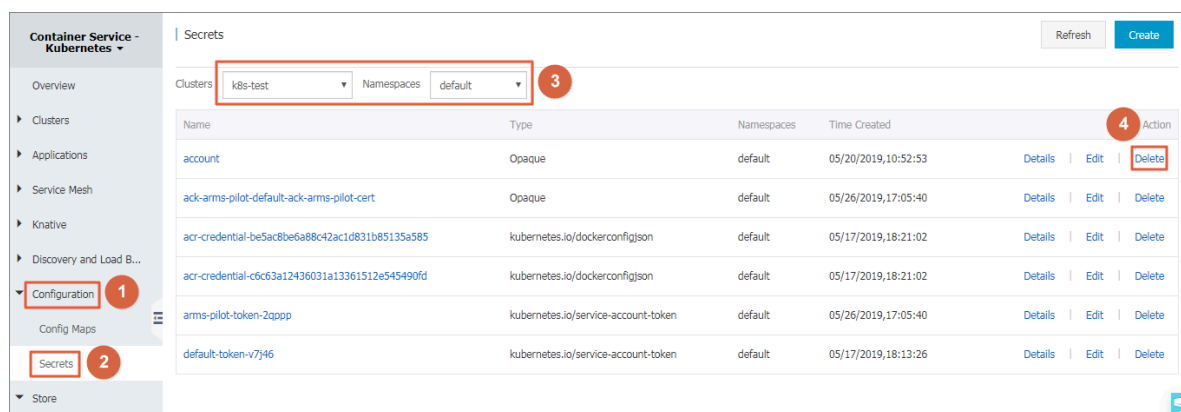 Container Service -
Kubernetes
Secrets
Refresh
Create
Overview
Clusters
k8s-test
Namespaces
default
3
Clusters
Name
Type
Namespaces
Time Created
4
Action
Applications
account
Opaque
default
05/20/2019,10:52:53
Details | Edit | Delete
Service Mesh
ack-arms-pilot-default-ack-arms-pilot-cert
Opaque
default
05/26/2019,17:05:40
Details | Edit | Delete
Knative
acr-credential-be5ac8be6a88c42ac1d831b85135a585
kubernetes.io/dockerconfigjson
default
05/17/2019,18:21:02
Details | Edit | Delete
Discovery and Load B...
acr-credential-c6c63a12436031a13361512e545490fd
kubernetes.io/dockerconfigjson
default
05/17/2019,18:21:02
Details | Edit | Delete
Configuration
1
Config Maps
arms-pilot-token-2qppp
kubernetes.io/service-account-token
default
05/26/2019,17:05:40
Details | Edit | Delete
Secrets
2
default-token-v7j46
kubernetes.io/service-account-token
default
05/17/2019,18:13:26
Details | Edit | Delete
Store